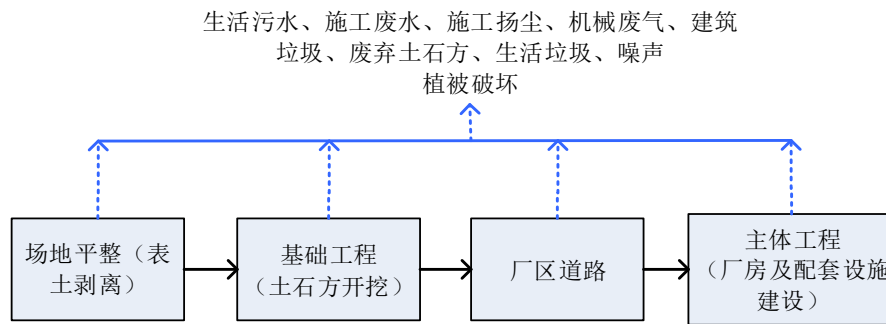 生活污水、施工废水、施工扬尘、机械废气、建筑
垃圾、废弃土石方、生活垃圾、噪声
植被破坏
场地平整（表
土剥离）
基础工程
（土石方开挖）
厂区道路
主体工程
（厂房及配套设施
建设）